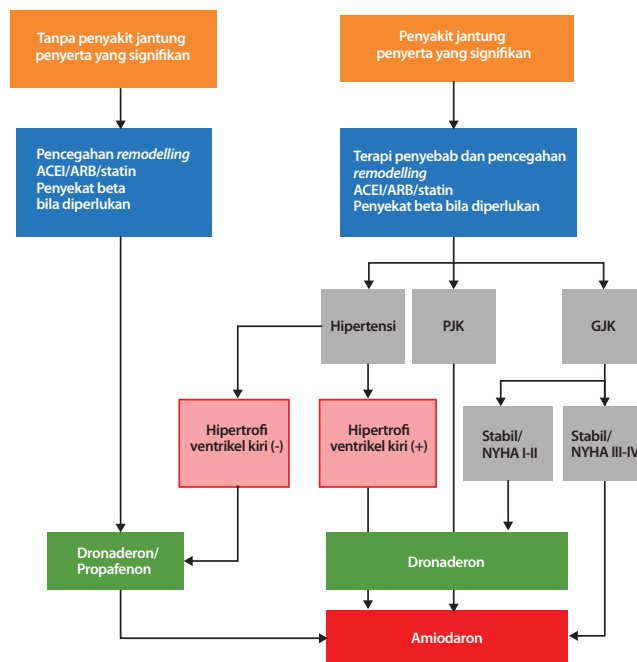 Tanpa penyakit jantung
penyerta yang signifikan
Penyakit jantung
penyerta yang signifikan
Pencegahan remodelling
ACEI/ARB/statin
Penyekat beta
bila diperlukan
Terapi penyebab dan pencegahan
remodelling
ACEI/ARB/statin
Penyekat beta bila diperlukan
Hipertensi
PJK
GJK
Hipertrofi
ventrikel kiri (-)
Hipertrofi
ventrikel kiri (+)
Stabil/
NYHA I-II
Stabil/
NYHA III-IV
Dronaderon/
Propafenon
Dronaderon
Amiodaron